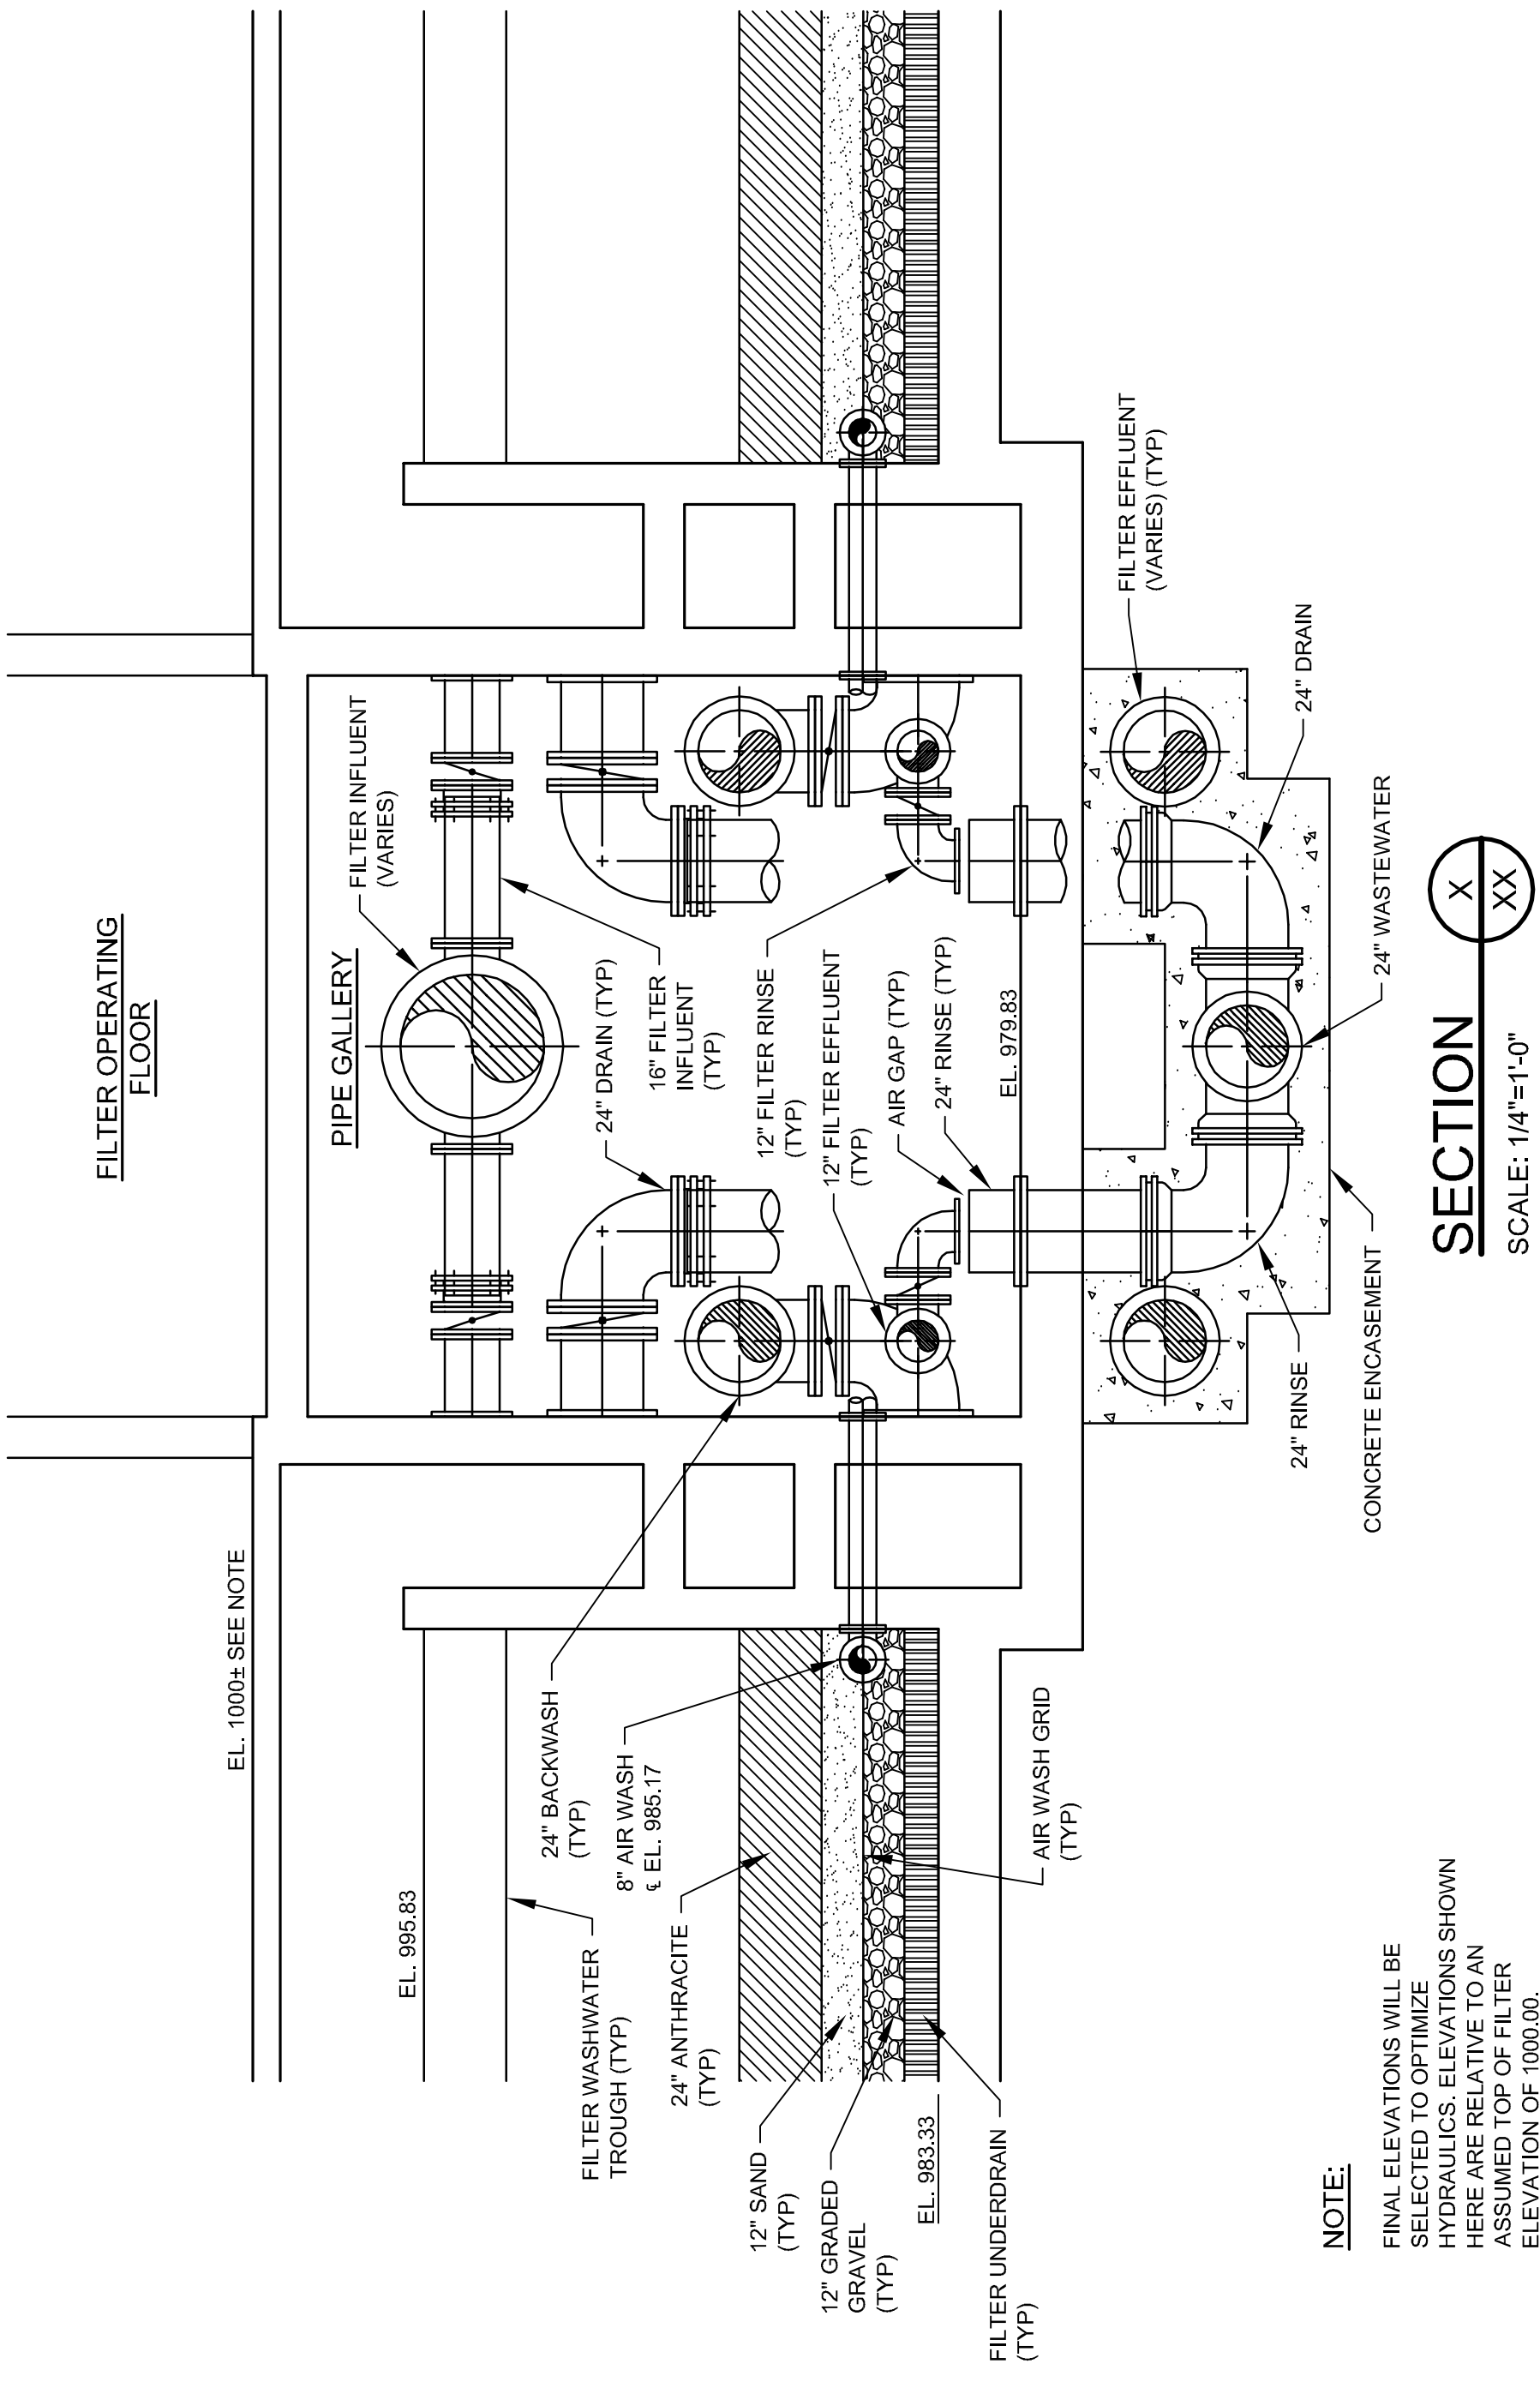 FILTER OPERATING
FLOOR
EL. 1000± SEE NOTE
PIPE GALLERY
FILTER INFLUENT
(VARIES)
EL. 995.83
FILTER WASHWATER
TROUGH (TYP)
24" BACKWASH
(TYP)
8" AIR WASH
℄ EL. 985.17
24" ANTHRACITE
(TYP)
24" DRAIN (TYP)
16" FILTER
INFLUENT
(TYP)
12" FILTER RINSE
(TYP)
12" FILTER EFFLUENT
(TYP)
AIR GAP (TYP)
24" RINSE (TYP)
EL. 979.83
12" SAND
(TYP)
12" GRADED
GRAVEL
(TYP)
EL. 983.33
FILTER UNDERDRAIN
(TYP)
AIR WASH GRID
(TYP)
FILTER EFFLUENT
(VARIES) (TYP)
24" DRAIN
24" WASTEWATER
24" RINSE
CONCRETE ENCASEMENT
NOTE:
FINAL ELEVATIONS WILL BE
SELECTED TO OPTIMIZE
HYDRAULICS. ELEVATIONS SHOWN
HERE ARE RELATIVE TO AN
ASSUMED TOP OF FILTER
ELEVATION OF 1000.00.
SECTION
X
XX
SCALE: 1/4"=1'-0"